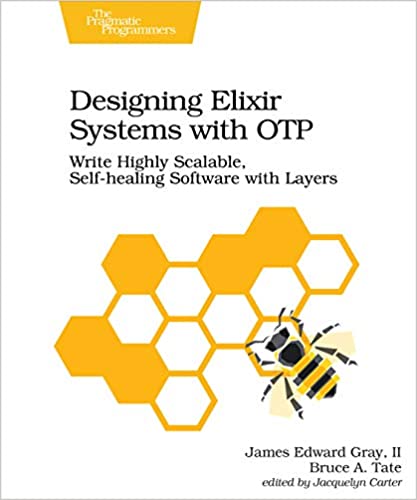 The
Pragmatic
Programmers
Designing Elixir
Systems with OTP
Write Highly Scalable,
Self-healing Software with Layers
James Edward Gray, II
Bruce A. Tate
edited by Jacquelyn Carter